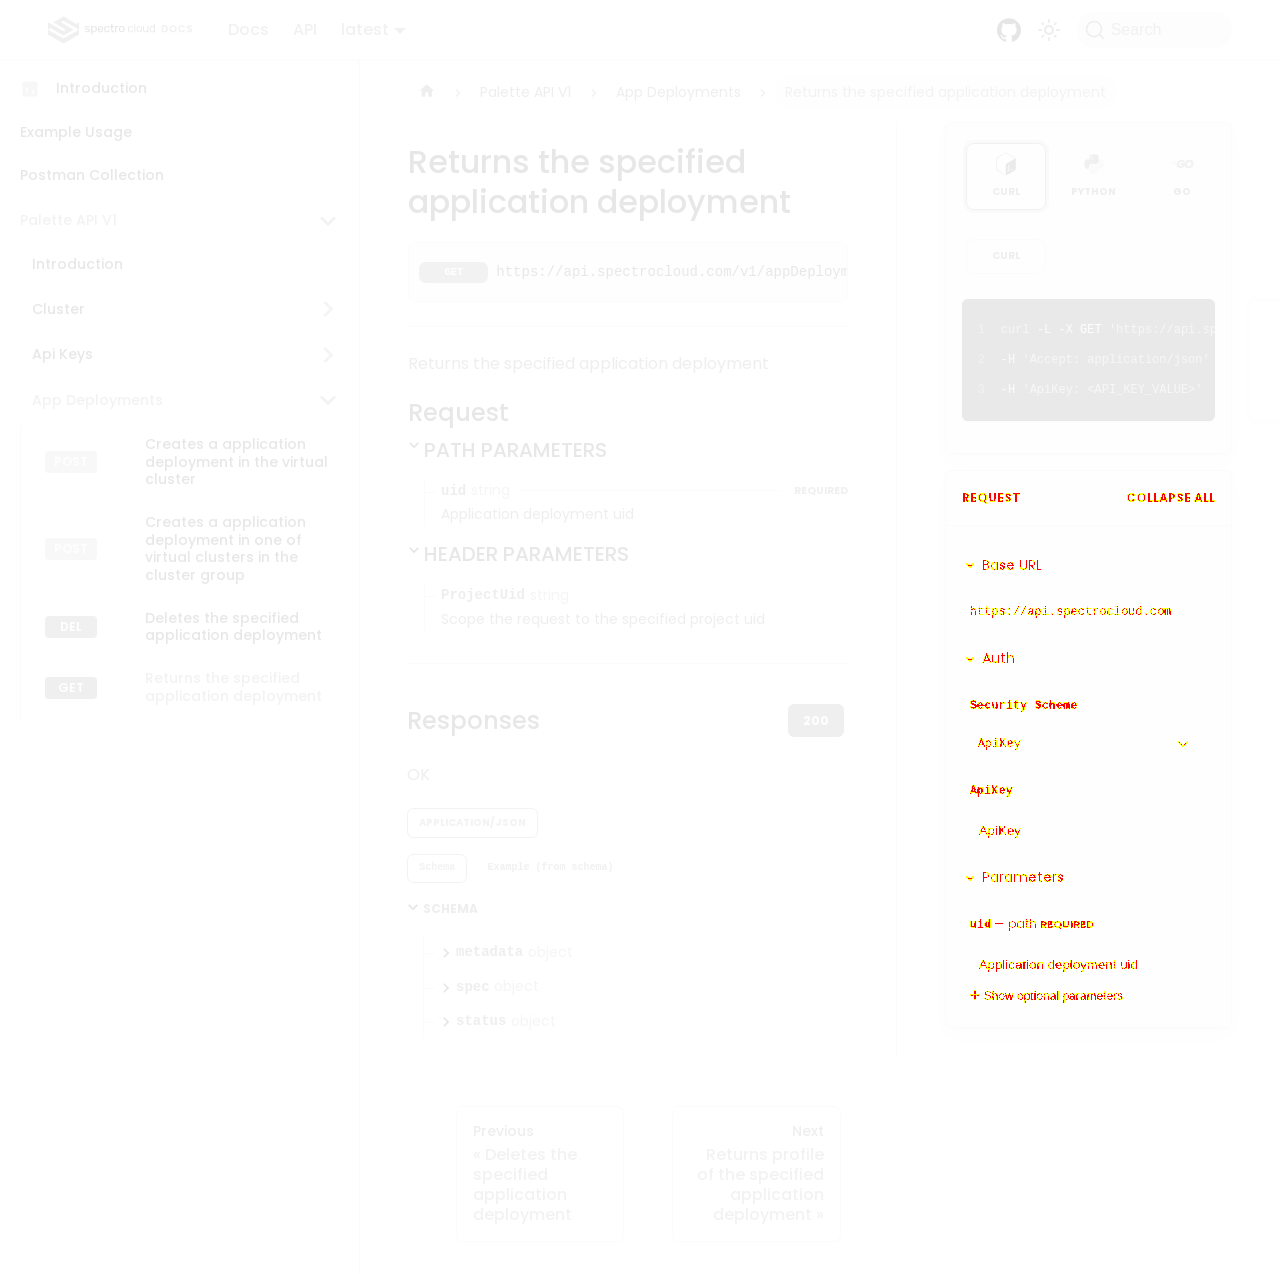 spectro cloud DOCS
Docs
API
latest
Search
Introduction
Example Usage
Postman Collection
Palette API V1
Introduction
Cluster
Api Keys
App Deployments
POST
Creates a application
deployment in the virtual
cluster
POST
Creates a application
deployment in one of
virtual clusters in the
cluster group
DEL
Deletes the specified
application deployment
GET
Returns the specified
application deployment
Palette API V1
App Deployments
Returns the specified application deployment
Returns the specified
application deployment
GET
https://api.spectrocloud.com/v1/appDeploym
Returns the specified application deployment
Request
PATH PARAMETERS
uid string
REQUIRED
Application deployment uid
HEADER PARAMETERS
ProjectUid string
Scope the request to the specified project uid
Responses
200
OK
APPLICATION/JSON
Schema
Example (from schema)
SCHEMA
metadata object
spec object
status object
Previous
« Deletes the
specified
application
deployment
Next
Returns profile
of the specified
application
deployment »
CURL
PYTHON
GO
CURL
1 curl -L -X GET 'https://api.sp
2 -H 'Accept: application/json'
3 -H 'ApiKey: <API_KEY_VALUE>'
REQUEST
COLLAPSE ALL
Base URL
https://api.spectrocloud.com
Auth
Security Scheme
ApiKey
ApiKey
ApiKey
Parameters
uid — path REQUIRED
Application deployment uid
Show optional parameters